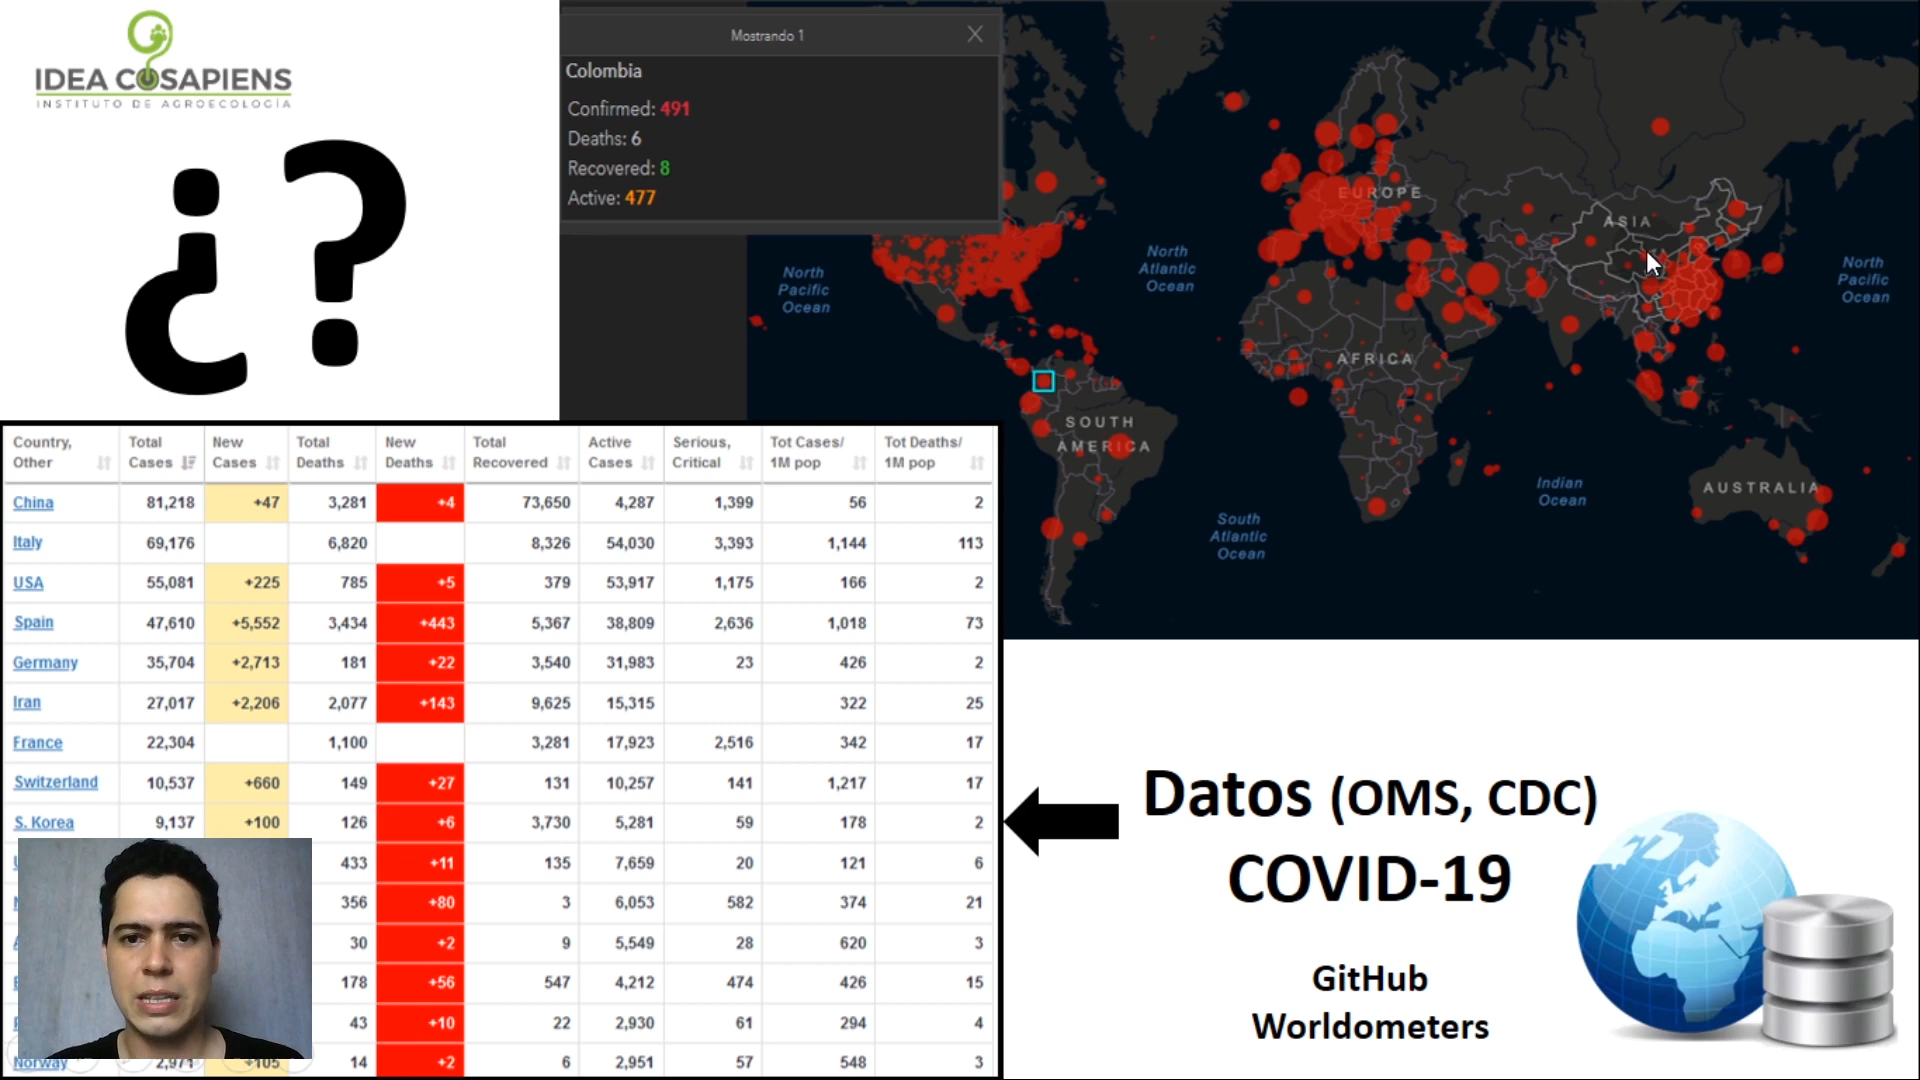 IDEA COSAPIENS
INSTITUTO DE AGROECOLOGÍA
¿?
Mostrando 1
Colombia
Confirmed: 491
Deaths: 6
Recovered: 8
Active: 477
EUROPE
ASIA
AFRICA
SOUTH
AMERICA
AUSTRALIA
North
Pacific
Ocean
North
Atlantic
Ocean
North
Pacific
Ocean
South
Atlantic
Ocean
Indian
Ocean
Country, Other Total Cases New Cases Total Deaths New Deaths Total Recovered Active Cases Serious, Critical Tot Cases/ 1M pop Tot Deaths/ 1M pop
China 81,218 +47 3,281 +4 73,650 4,287 1,399 56 2
Italy 69,176 6,820 8,326 54,030 3,393 1,144 113
USA 55,081 +225 785 +5 379 53,917 1,175 166 2
Spain 47,610 +5,552 3,434 +443 5,367 38,809 2,636 1,018 73
Germany 35,704 +2,713 181 +22 3,540 31,983 23 426 2
Iran 27,017 +2,206 2,077 +143 9,625 15,315 322 25
France 22,304 1,100 3,281 17,923 2,516 342 17
Switzerland 10,537 +660 149 +27 131 10,257 141 1,217 17
S. Korea 9,137 +100 126 +6 3,730 5,281 59 178 2
433 +11 135 7,659 20 121 6
356 +80 3 6,053 582 374 21
30 +2 9 5,549 28 620 3
178 +56 547 4,212 474 426 15
43 +10 22 2,930 61 294 4
Norway 2,971 +105 14 +2 6 2,951 57 548 3
Datos (OMS, CDC)
COVID-19
GitHub
Worldometers